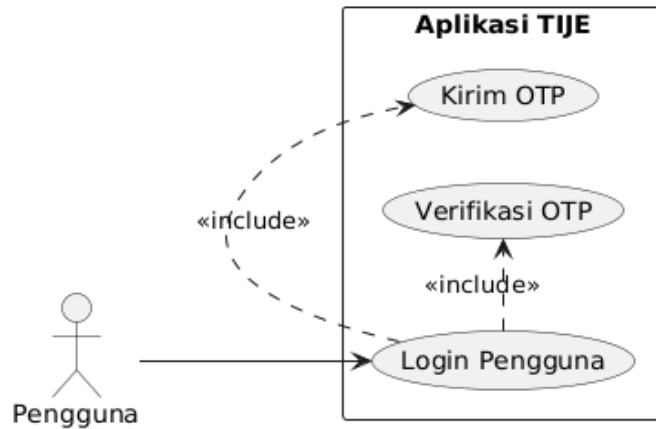 Aplikasi TIJE
Kirim OTP
Verifikasi OTP
«include»
«include»
Login Pengguna
Pengguna